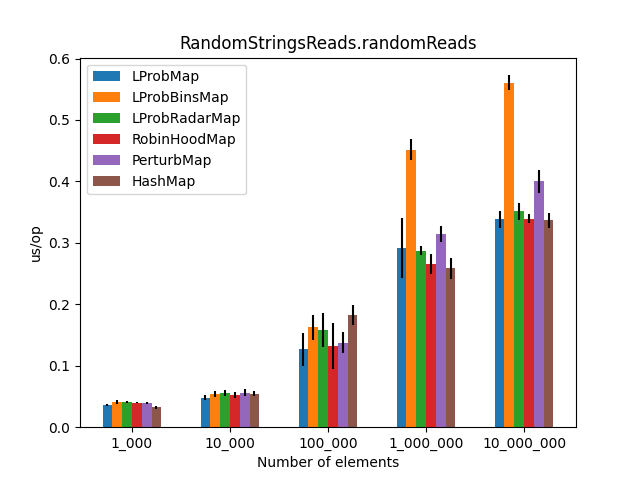 RandomStringsReads.randomReads
LProbMap
LProbBinsMap
LProbRadarMap
RobinHoodMap
PerturbMap
HashMap
us/op
0.6
0.5
0.4
0.3
0.2
0.1
0.0
1_000
10_000
100_000
1_000_000
10_000_000
Number of elements